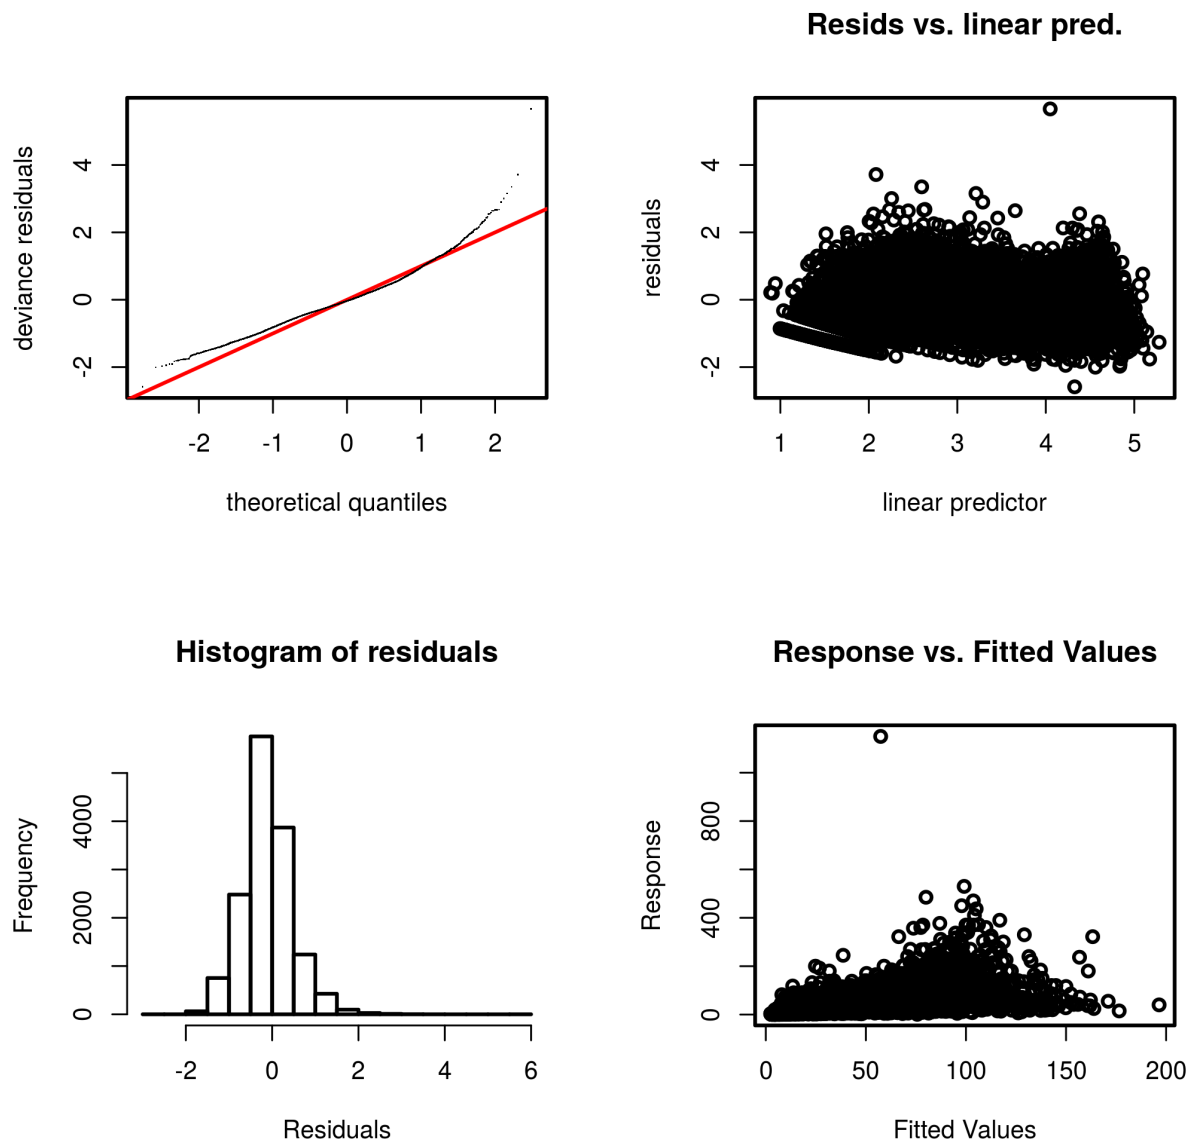 deviance residuals
4
2
0
-2
-2 -1 0 1 2
theoretical quantiles
Resids vs. linear pred.
residuals
4
2
0
-2
1 2 3 4 5
linear predictor
Histogram of residuals
Frequency
4000
2000
0
-2 0 2 4 6
Residuals
Response vs. Fitted Values
Response
800
400
0
0 50 100 150 200
Fitted Values